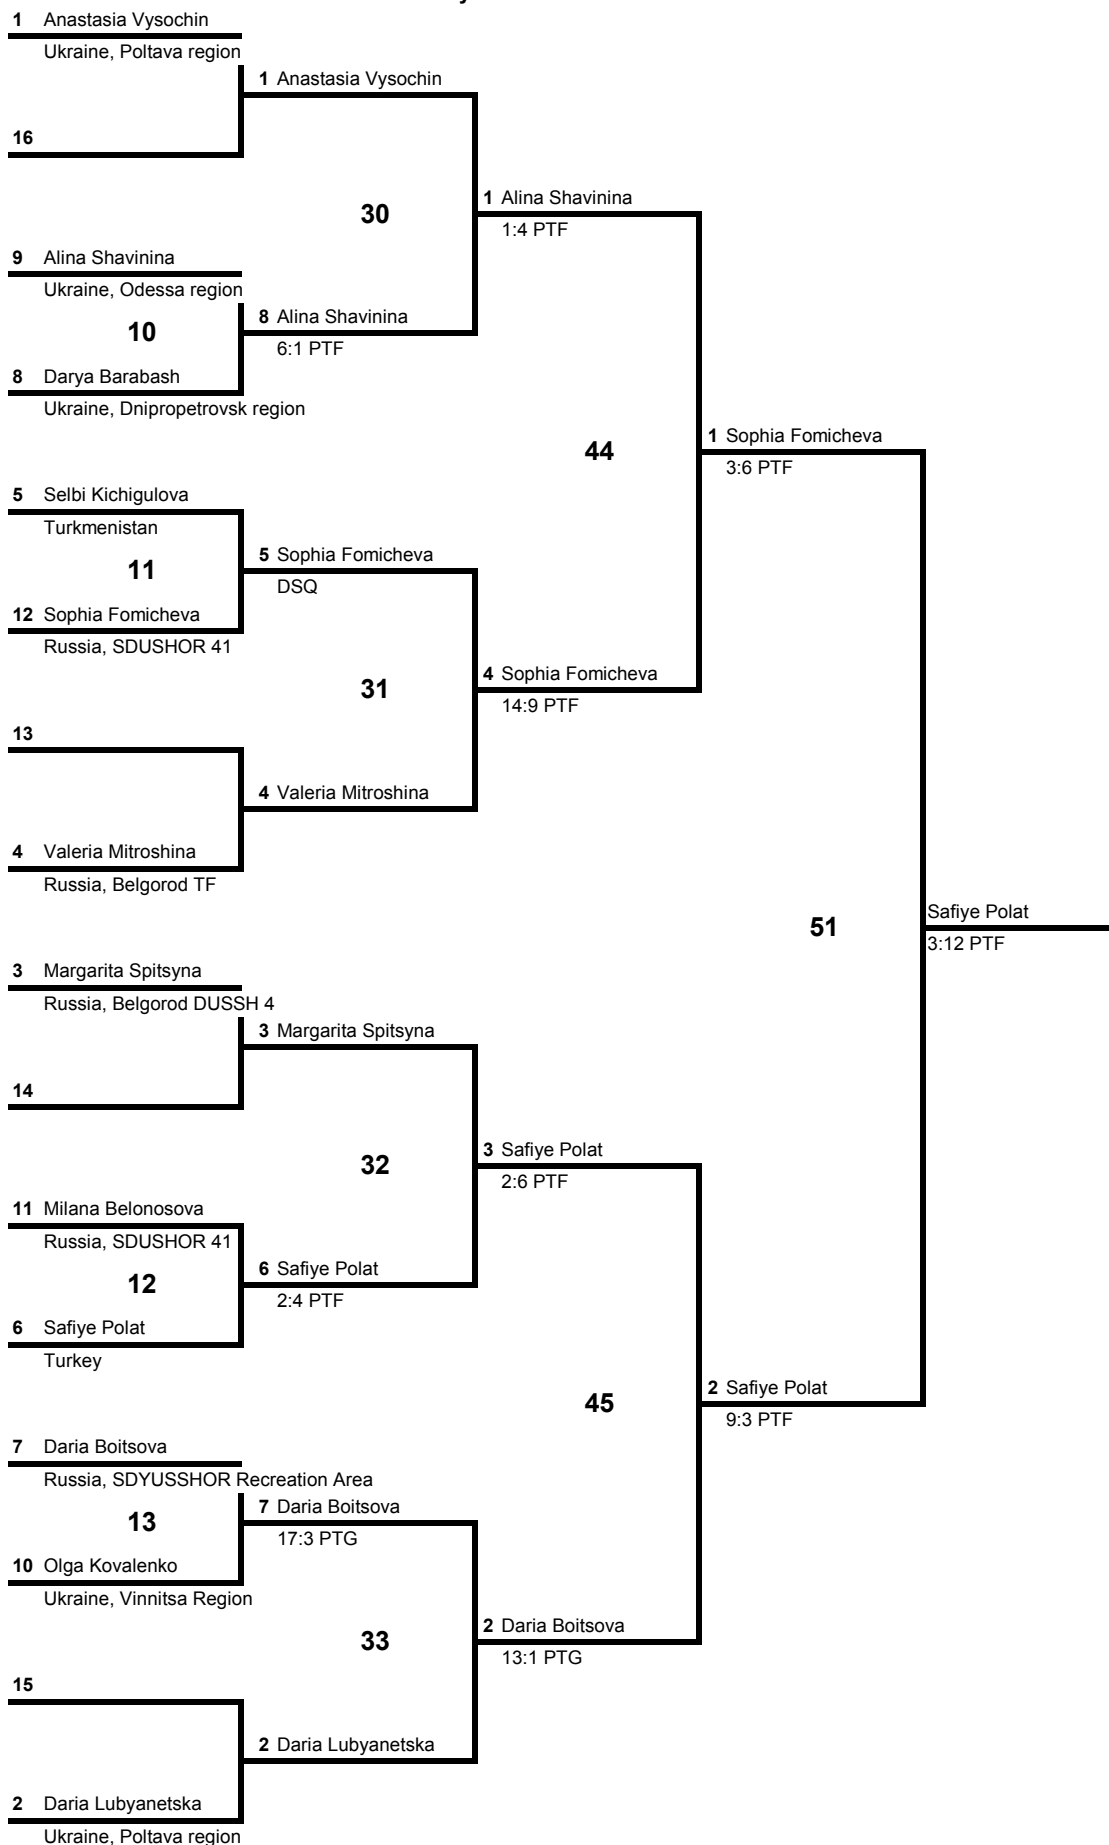 1 Anastasia Vysochin
Ukraine, Poltava region
1 Anastasia Vysochin
16
1 Alina Shavinina
30
1:4 PTF
9 Alina Shavinina
Ukraine, Odessa region
8 Alina Shavinina
10
6:1 PTF
8 Darya Barabash
Ukraine, Dnipropetrovsk region
1 Sophia Fomicheva
44
3:6 PTF
5 Selbi Kichigulova
Turkmenistan
5 Sophia Fomicheva
11
DSQ
12 Sophia Fomicheva
Russia, SDUSHOR 41
4 Sophia Fomicheva
31
14:9 PTF
13
4 Valeria Mitroshina
4 Valeria Mitroshina
Russia, Belgorod TF
Safiye Polat
51
3:12 PTF
3 Margarita Spitsyna
Russia, Belgorod DUSSH 4
3 Margarita Spitsyna
14
3 Safiye Polat
32
2:6 PTF
11 Milana Belonosova
Russia, SDUSHOR 41
6 Safiye Polat
12
2:4 PTF
6 Safiye Polat
Turkey
2 Safiye Polat
45
9:3 PTF
7 Daria Boitsova
Russia, SDYUSSHOR Recreation Area
7 Daria Boitsova
13
17:3 PTG
10 Olga Kovalenko
Ukraine, Vinnitsa Region
2 Daria Boitsova
33
13:1 PTG
15
2 Daria Lubyanetska
2 Daria Lubyanetska
Ukraine, Poltava region